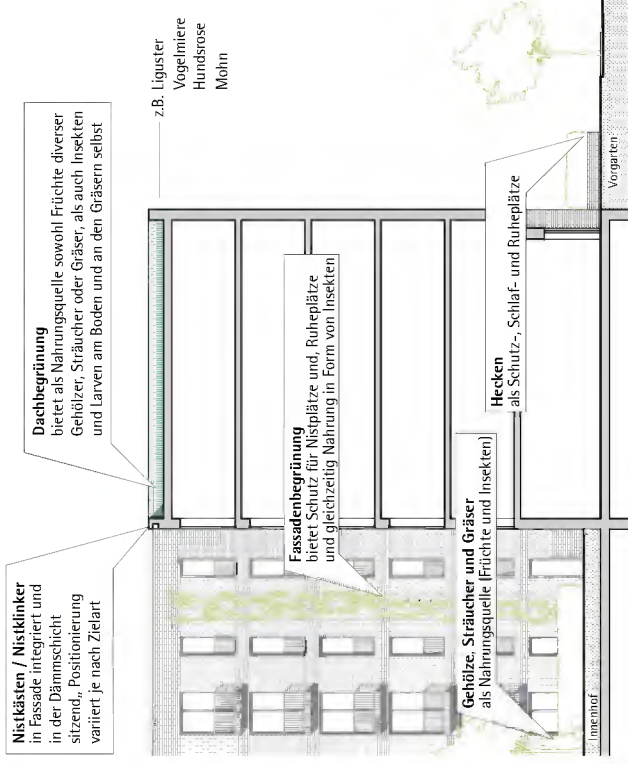 Nistkästen / Nistklinker
in Fassade integriert und
in der Dämmschicht
sitzend,, Positionierung
variiert je nach Zielart
Dachbegrünung
bietet als Nahrungsquelle sowohl Früchte diverser
Gehölzer, Sträucher oder Gräser, als auch Insekten
und Larven am Boden und an den Gräsern selbst
z.B. Liguster
Vogelmiere
Hundsrose
Mohn
Fassadenbegrünung
bietet Schutz für Nistplätze und, Ruheplätze
und gleichzeitig Nahrung in Form von Insekten
Gehölze, Sträucher und Gräser
als Nahrungsquelle (Früchte und Insekten)
Hecken
als Schutz-, Schlaf- und Ruheplätze
Innenhof
Vorgarten